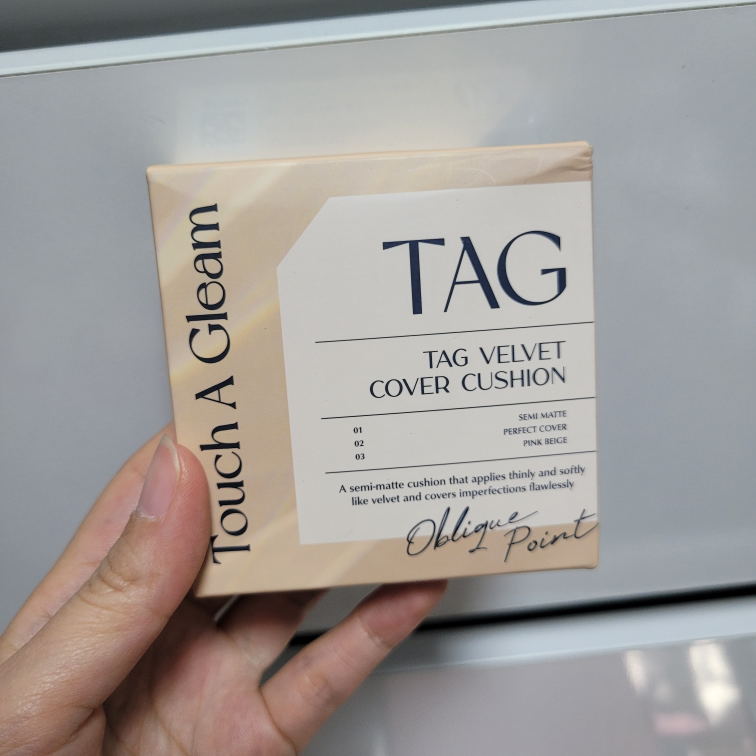 Touch A Gleam
TAG
TAG VELVET
COVER CUSHION
01 SEMI MATTE
02 PERFECT COVER
03 PINK BEIGE
A semi-matte cushion that applies thinly and softly
like velvet and covers imperfections flawlessly
Oblique
Point